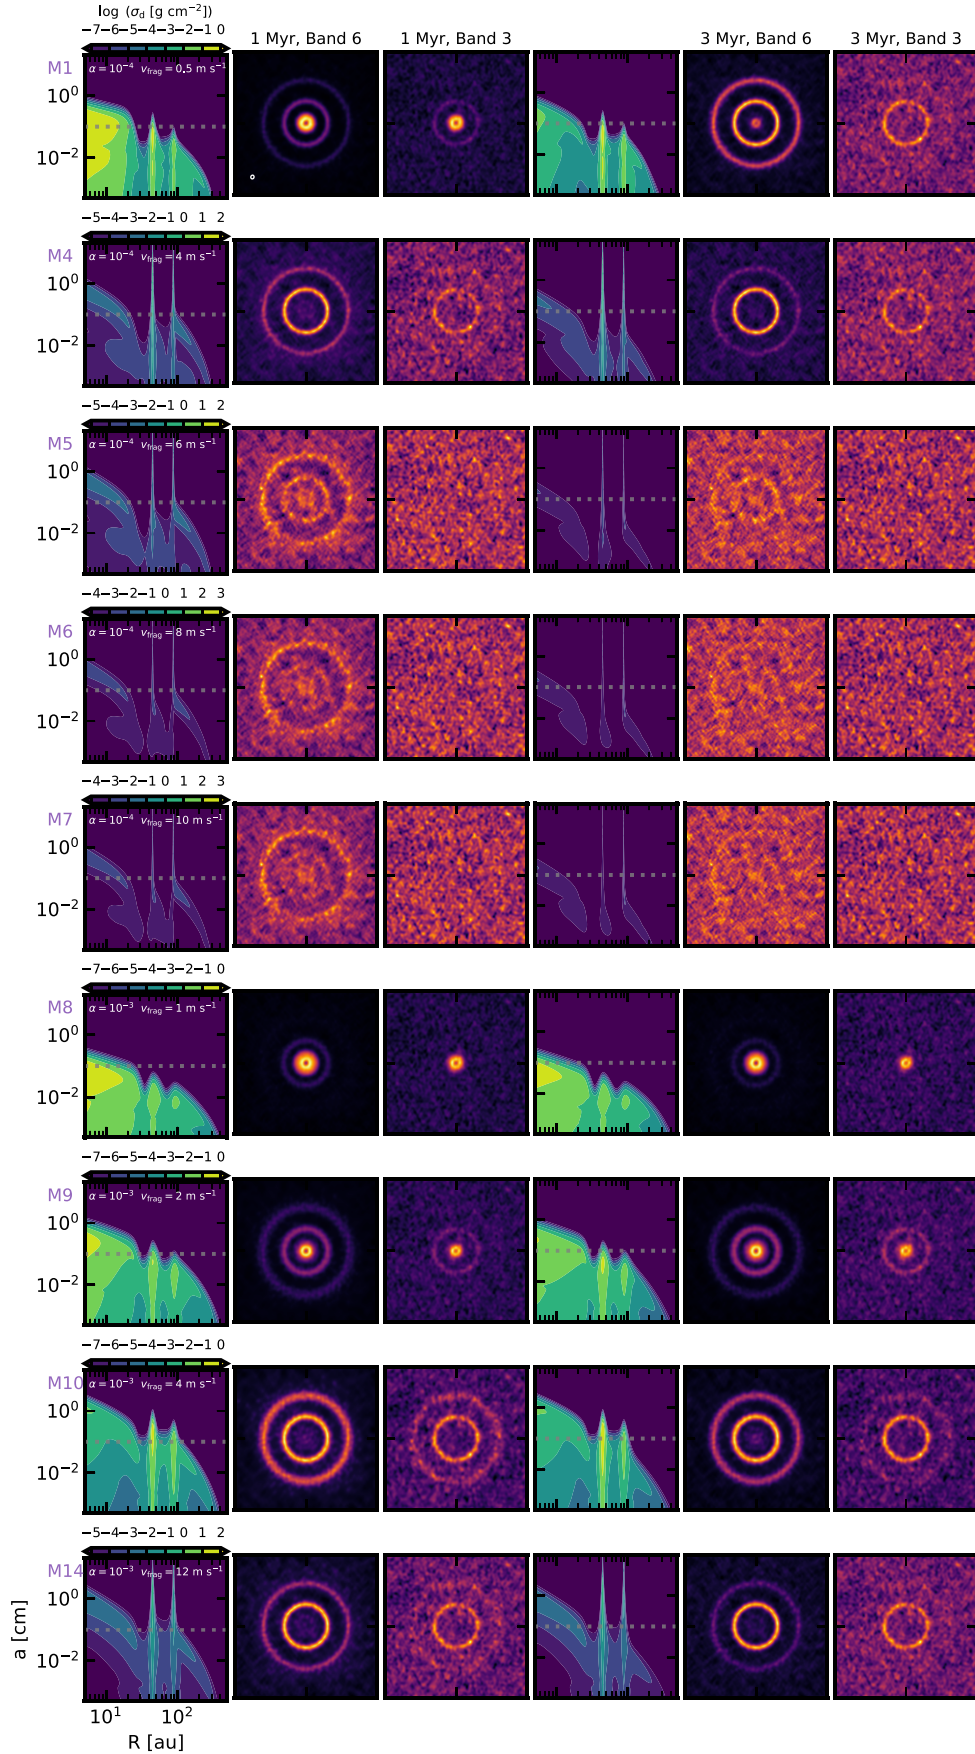 log (σd [g cm−2])
−7−6−5−4−3−2−1 0
1 Myr, Band 6
1 Myr, Band 3
3 Myr, Band 6
3 Myr, Band 3
M1
α = 10−4 vfrag = 0.5 m s−1
10^0
10^−2
−5−4−3−2−1 0 1 2
M4
α = 10−4 vfrag = 4 m s−1
10^0
10^−2
−5−4−3−2−1 0 1 2
M5
α = 10−4 vfrag = 6 m s−1
10^0
10^−2
−4−3−2−1 0 1 2 3
M6
α = 10−4 vfrag = 8 m s−1
10^0
10^−2
−4−3−2−1 0 1 2 3
M7
α = 10−4 vfrag = 10 m s−1
10^0
10^−2
−7−6−5−4−3−2−1 0
M8
α = 10−3 vfrag = 1 m s−1
10^0
10^−2
−7−6−5−4−3−2−1 0
M9
α = 10−3 vfrag = 2 m s−1
10^0
10^−2
−7−6−5−4−3−2−1 0
M10
α = 10−3 vfrag = 4 m s−1
10^0
10^−2
−5−4−3−2−1 0 1 2
M14
α = 10−3 vfrag = 12 m s−1
10^0
10^−2
a [cm]
10^1 10^2
R [au]